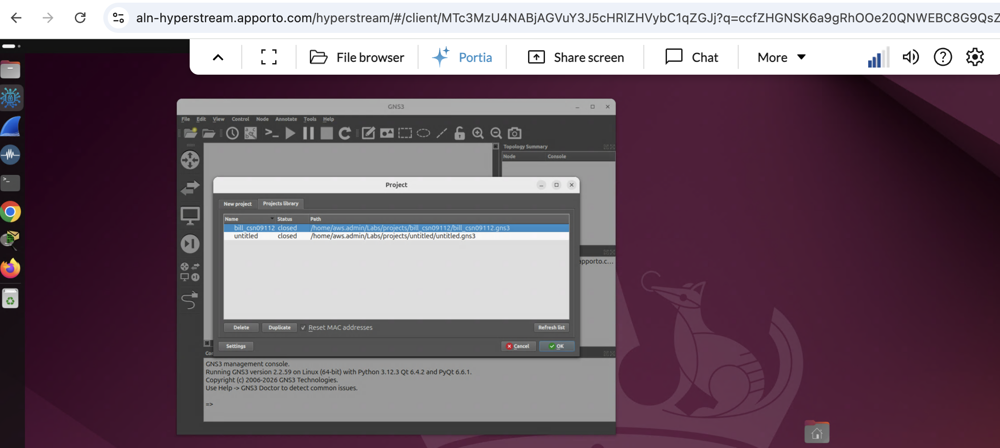 aln-hyperstream.apporto.com/hyperstream/#/client/MTc3MzU4NABjAGVuY3J5cHRlZHVybC1qZGJj?q=ccfZHGNSK6a9gRhOOe20QNWEBC8G9QsZ
File browser
Portia
Share screen
Chat
More
GNS3
File Edit View Control Node Annotate Tools Help
Topology Summary
Node Console
Project
New project Projects library
Name Status Path
bill_csn09112 closed /home/aws.admin/Labs/projects/bill_csn09112/bill_csn09112.gns3
untitled closed /home/aws.admin/Labs/projects/untitled/untitled.gns3
apporto.c...
Delete Duplicate Reset MAC addresses Refresh list
Settings Cancel OK
GNS3 management console.
Running GNS3 version 2.2.59 on Linux (64-bit) with Python 3.12.3 Qt 6.4.2 and PyQt 6.6.1.
Copyright (c) 2006-2026 GNS3 Technologies.
Use Help -> GNS3 Doctor to detect common issues.
=>